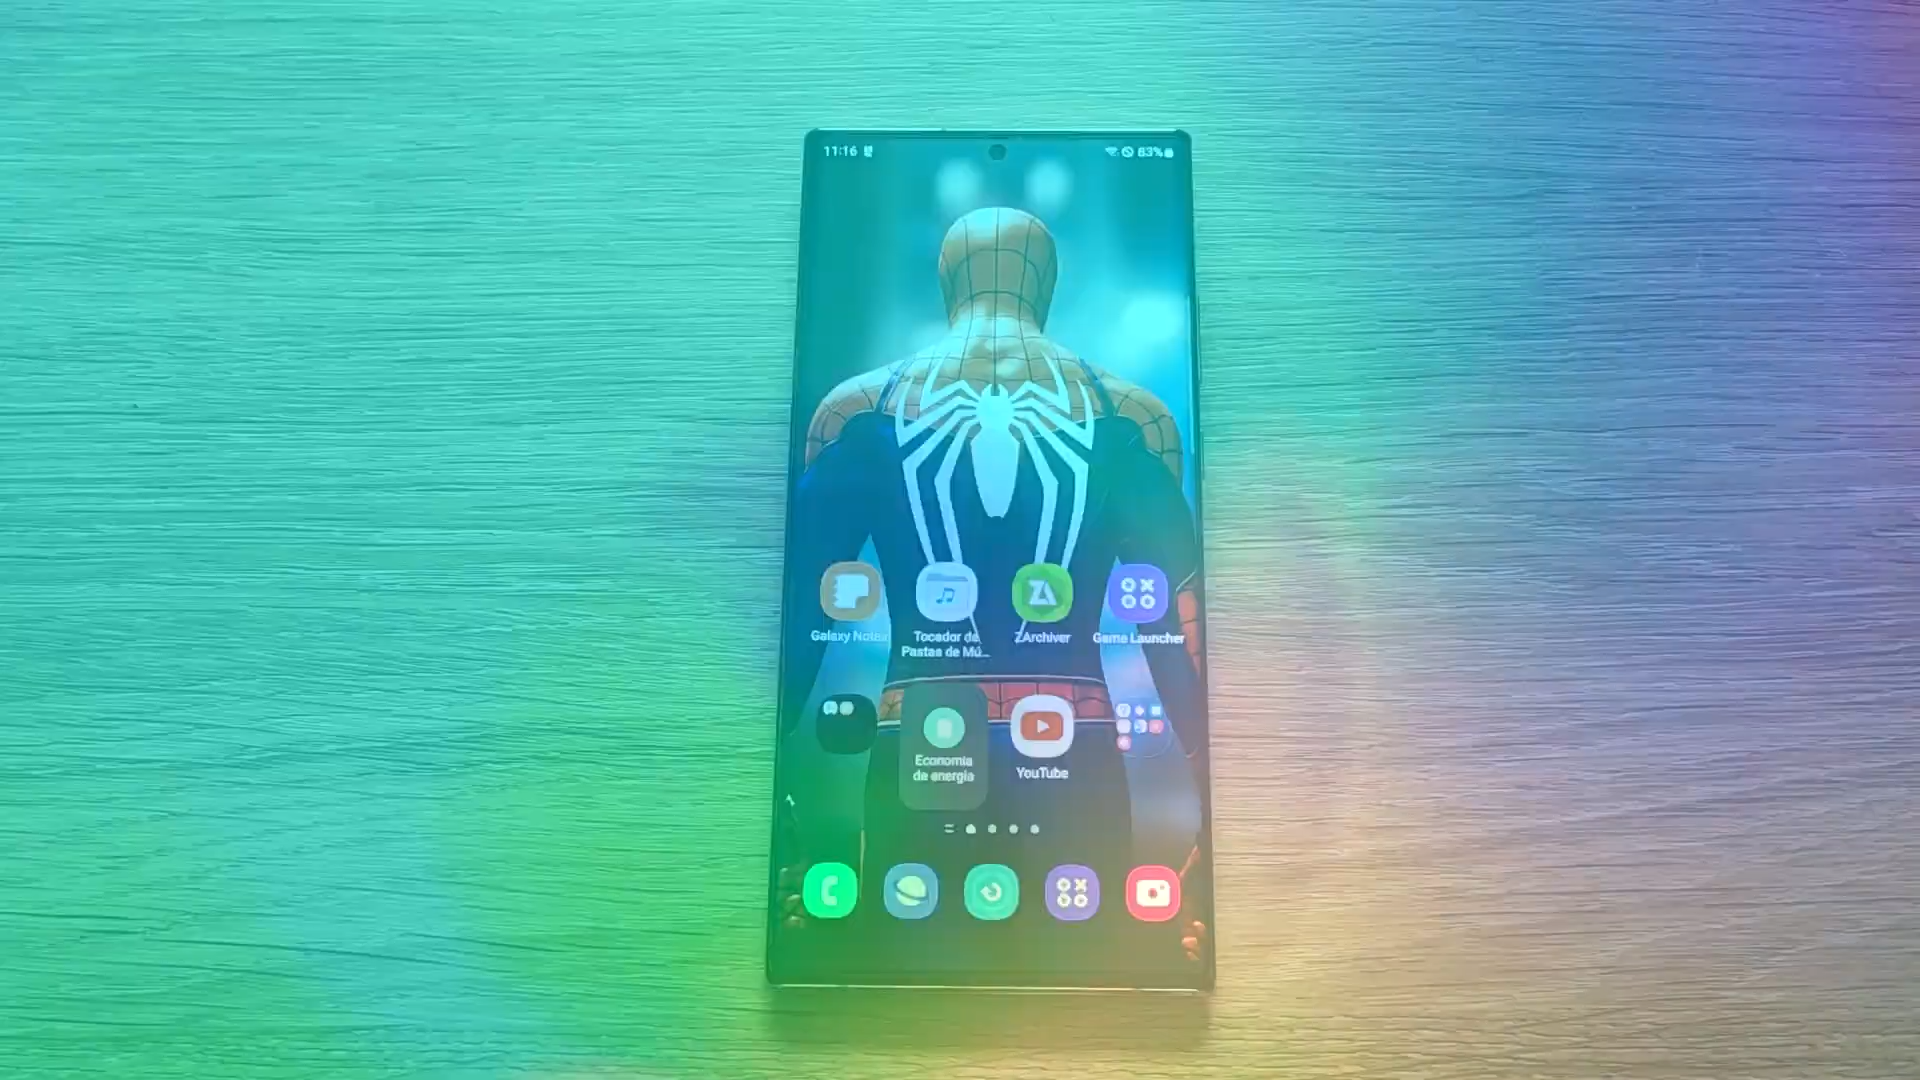 11:16
83%
Galaxy Notes
Tocador de
Pastas de Mú...
ZArchiver
Game Launcher
Economia
de energia
YouTube